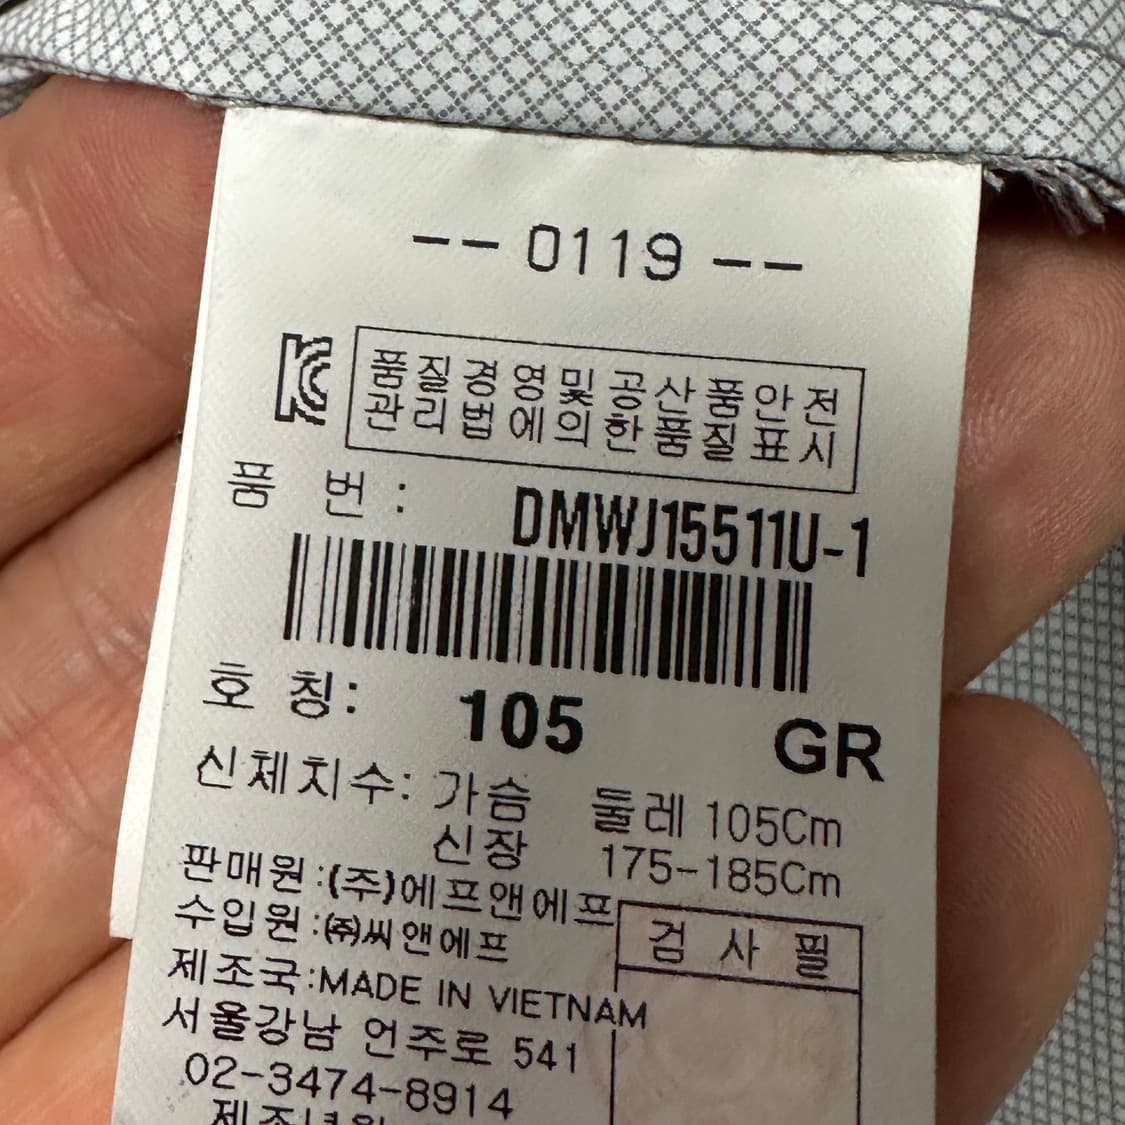 -- 0119 --
품질경영및공산품안전
관리법에의한품질표시
품 번 : DMWJ15511U-1
호 칭: 105 GR
신체치수: 가슴 둘레 105Cm
신장 175-185Cm
판매원:(주)에프앤에프
수입원:㈜씨앤에프
검 사 필
제조국:MADE IN VIETNAM
서울강남 언주로 541
02-3474-8914
제조년월